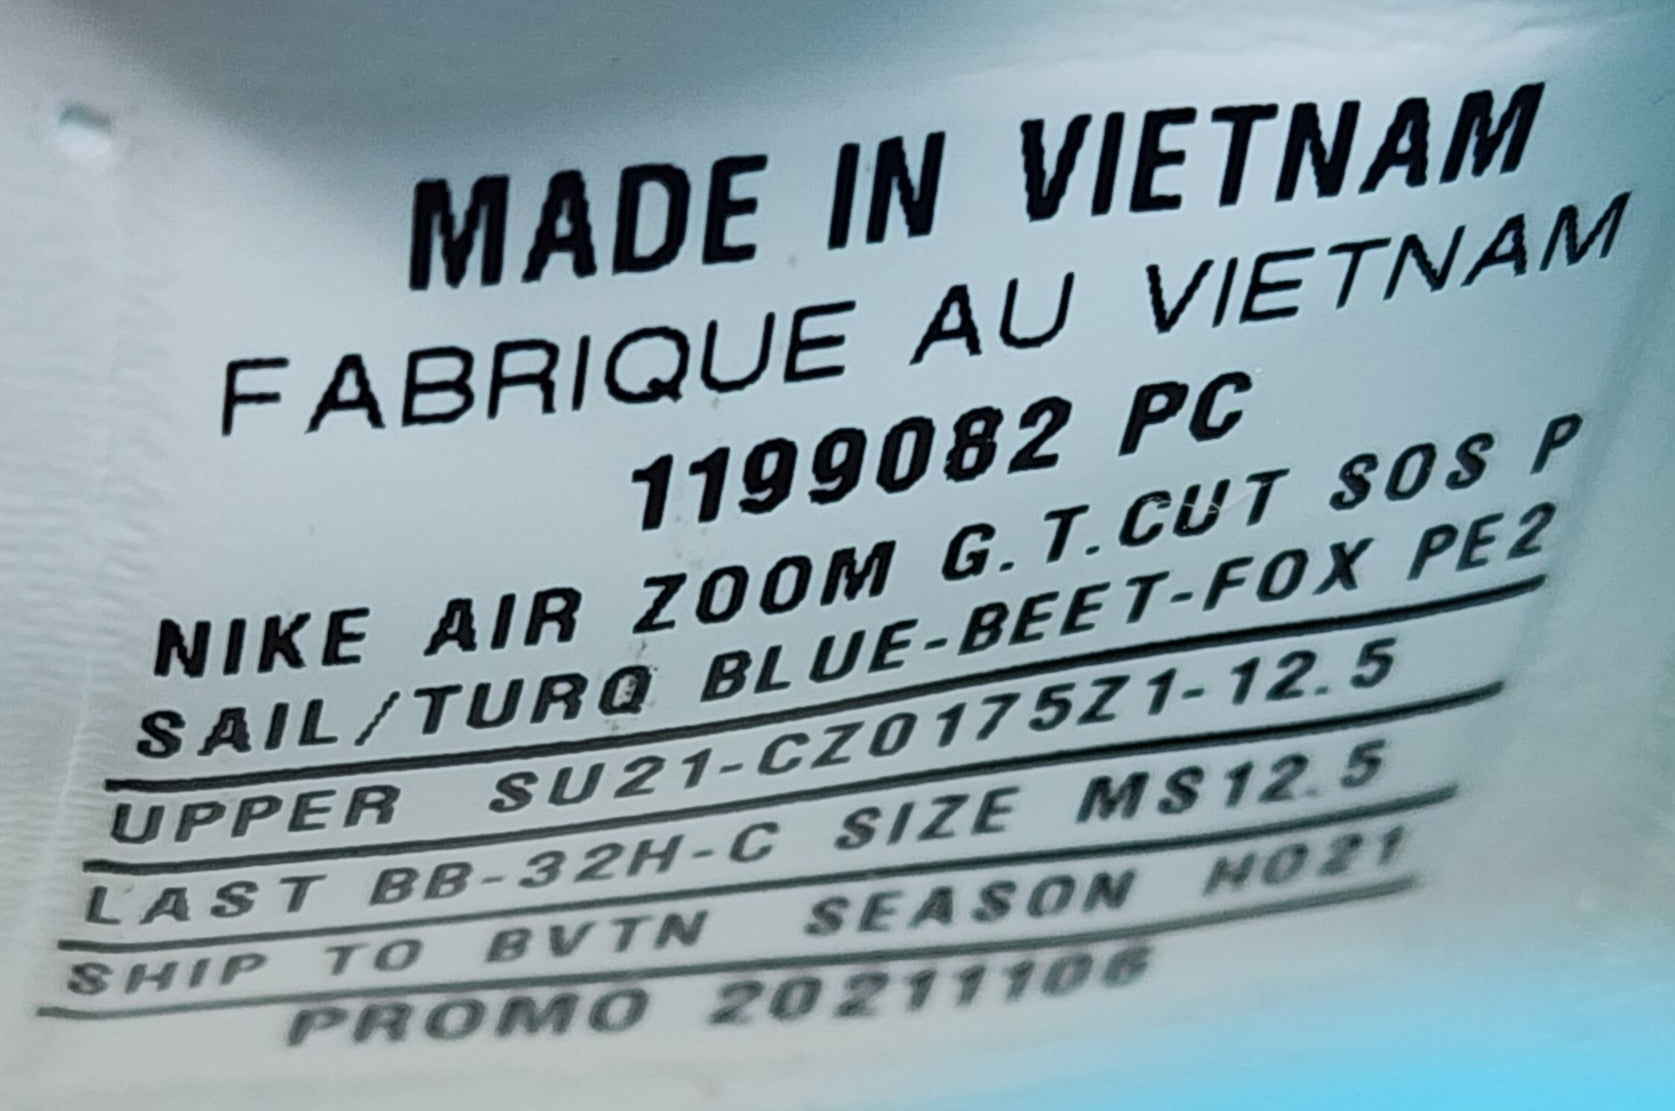 MADE IN VIETNAM
FABRIQUE AU VIETNAM
1199082 PC
NIKE AIR ZOOM G.T.CUT SOS P
SAIL/TURQ BLUE-BEET-FOX PE2
UPPER SU21-CZ0175Z1-12.5
LAST BB-32H-C SIZE MS12.5
SHIP TO BVTN SEASON HO21
PROMO 20211106